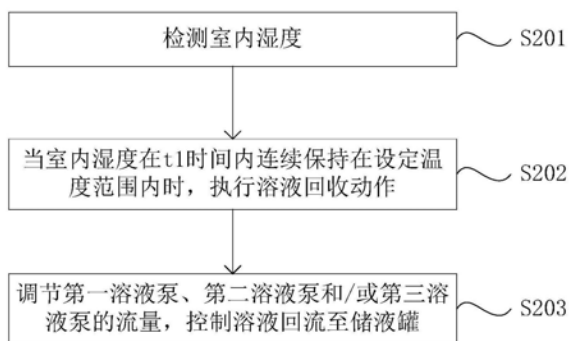 检测室内湿度
S201
当室内湿度在t1时间内连续保持在设定温
度范围内时，执行溶液回收动作
S202
调节第一溶液泵、第二溶液泵和/或第三溶
液泵的流量，控制溶液回流至储液罐
S203